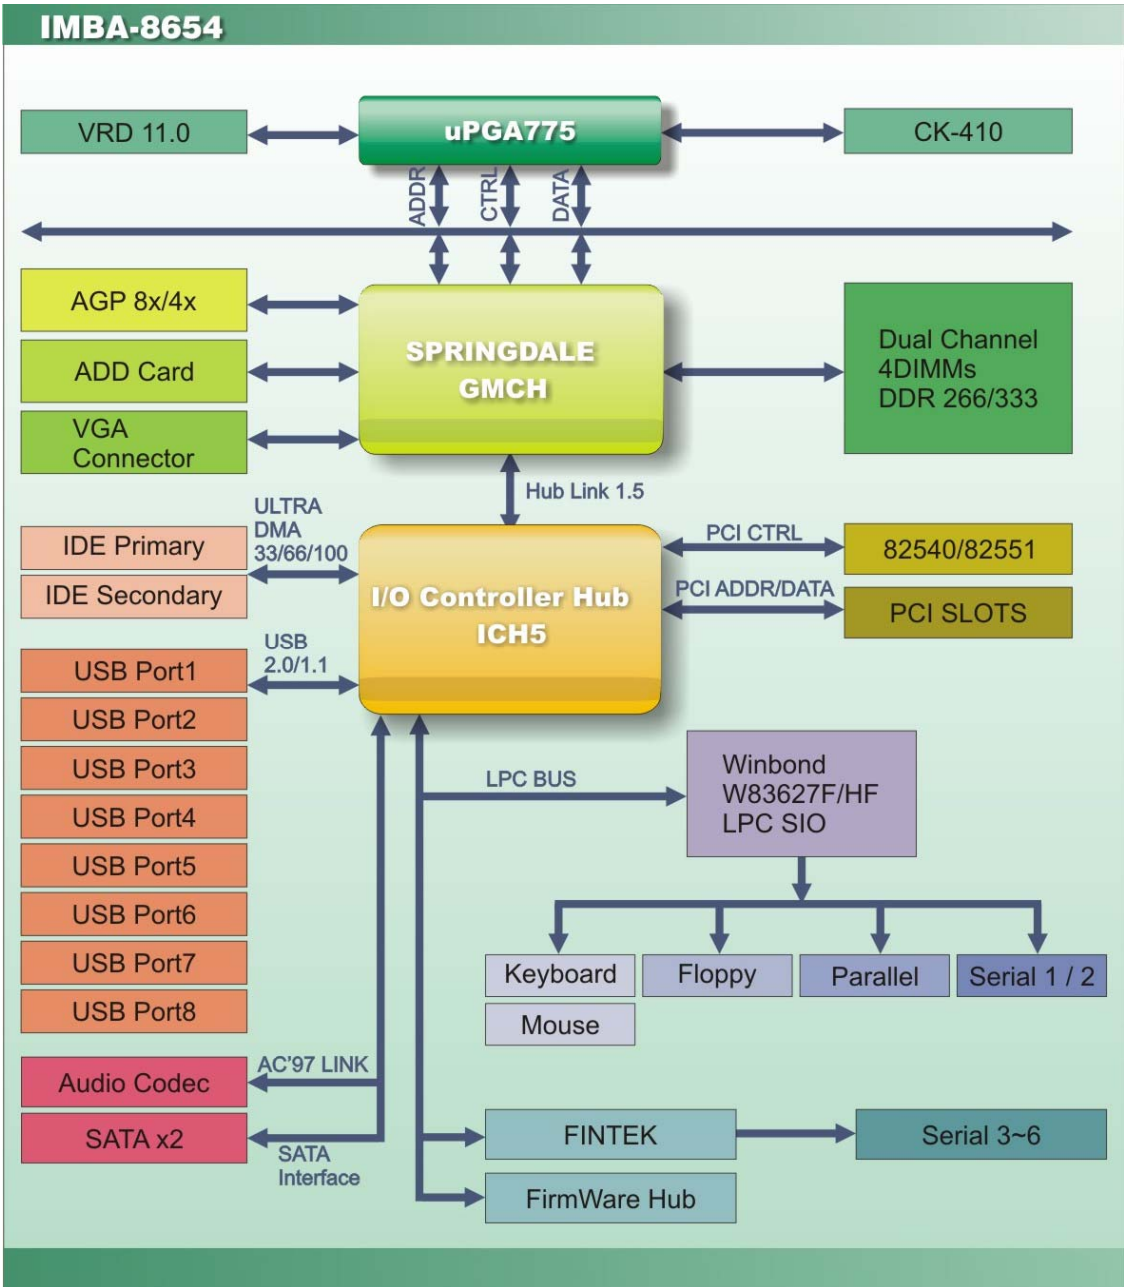 IMBA-8654
VRD 11.0
uPGA775
CK-410
ADDR
CTRL
DATA
AGP 8x/4x
ADD Card
VGA
Connector
SPRINGDALE
GMCH
Dual Channel
4DIMMs
DDR 266/333
Hub Link 1.5
ULTRA
DMA
33/66/100
IDE Primary
IDE Secondary
I/O Controller Hub
ICH5
PCI CTRL
82540/82551
PCI ADDR/DATA
PCI SLOTS
USB
2.0/1.1
USB Port1
USB Port2
USB Port3
USB Port4
USB Port5
USB Port6
USB Port7
USB Port8
LPC BUS
Winbond
W83627F/HF
LPC SIO
Keyboard
Floppy
Parallel
Serial 1 / 2
Mouse
AC'97 LINK
Audio Codec
SATA x2
SATA
Interface
FINTEK
Serial 3~6
FirmWare Hub